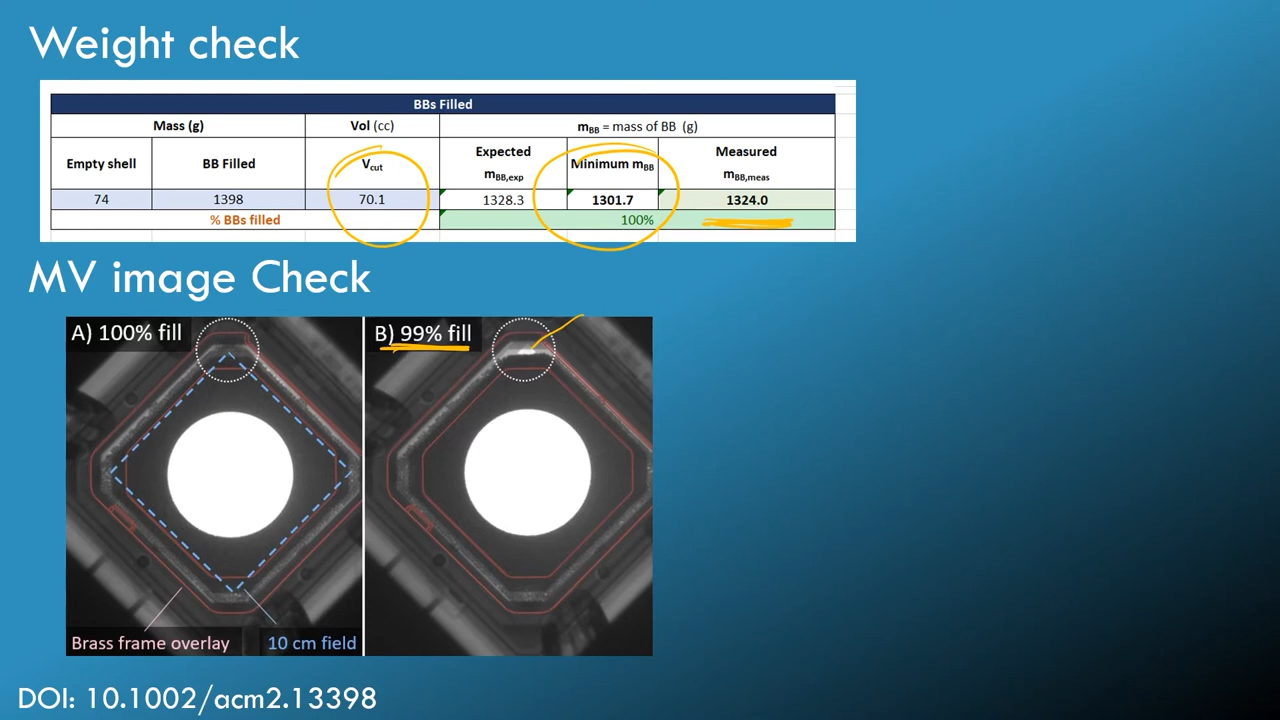 Weight check
BBs Filled
Mass (g) Vol (cc) mBB = mass of BB (g)
Empty shell BB Filled Vcut Expected mBB,exp Minimum mBB Measured mBB,meas
74 1398 70.1 1328.3 1301.7 1324.0
% BBs filled 100%
MV image Check
A) 100% fill B) 99% fill
Brass frame overlay 10 cm field
DOI: 10.1002/acm2.13398